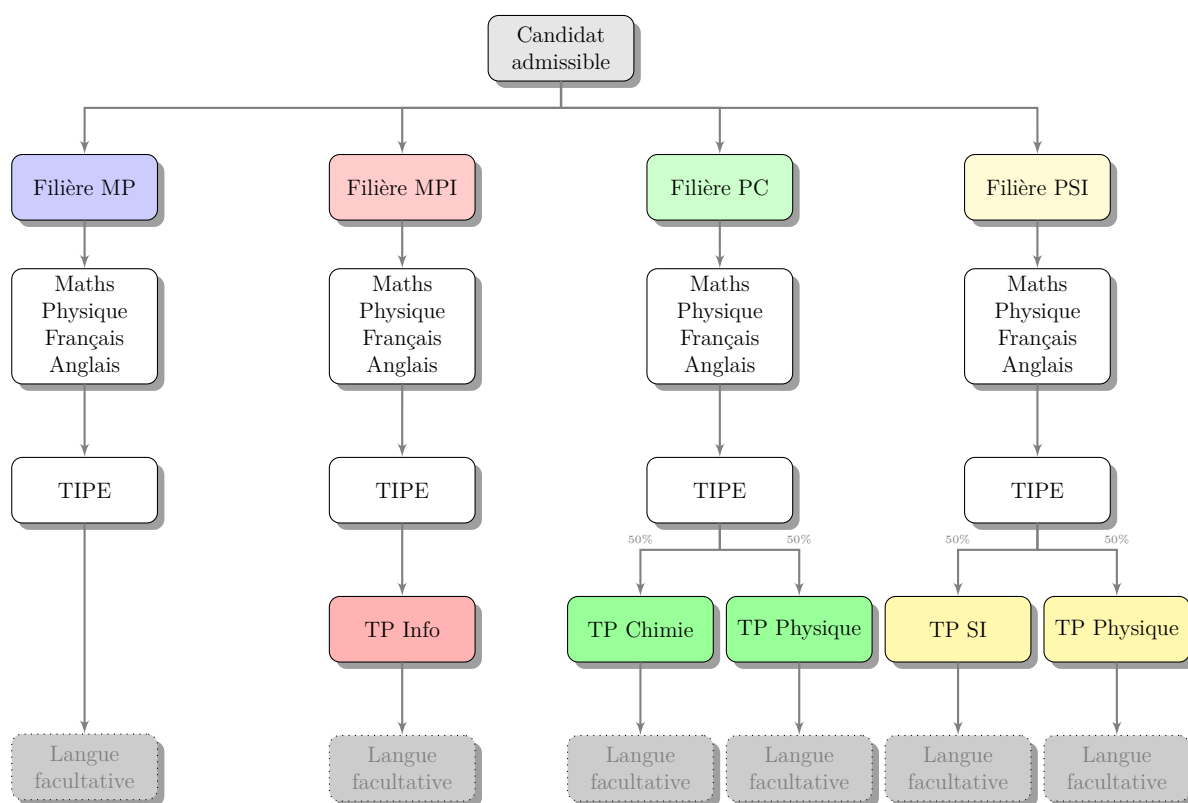 Candidat
admissible
Filière MP
Filière MPI
Filière PC
Filière PSI
Maths
Physique
Français
Anglais
Maths
Physique
Français
Anglais
Maths
Physique
Français
Anglais
Maths
Physique
Français
Anglais
TIPE
TIPE
TIPE
TIPE
50%
50%
50%
50%
TP Info
TP Chimie
TP Physique
TP SI
TP Physique
Langue
facultative
Langue
facultative
Langue
facultative
Langue
facultative
Langue
facultative
Langue
facultative